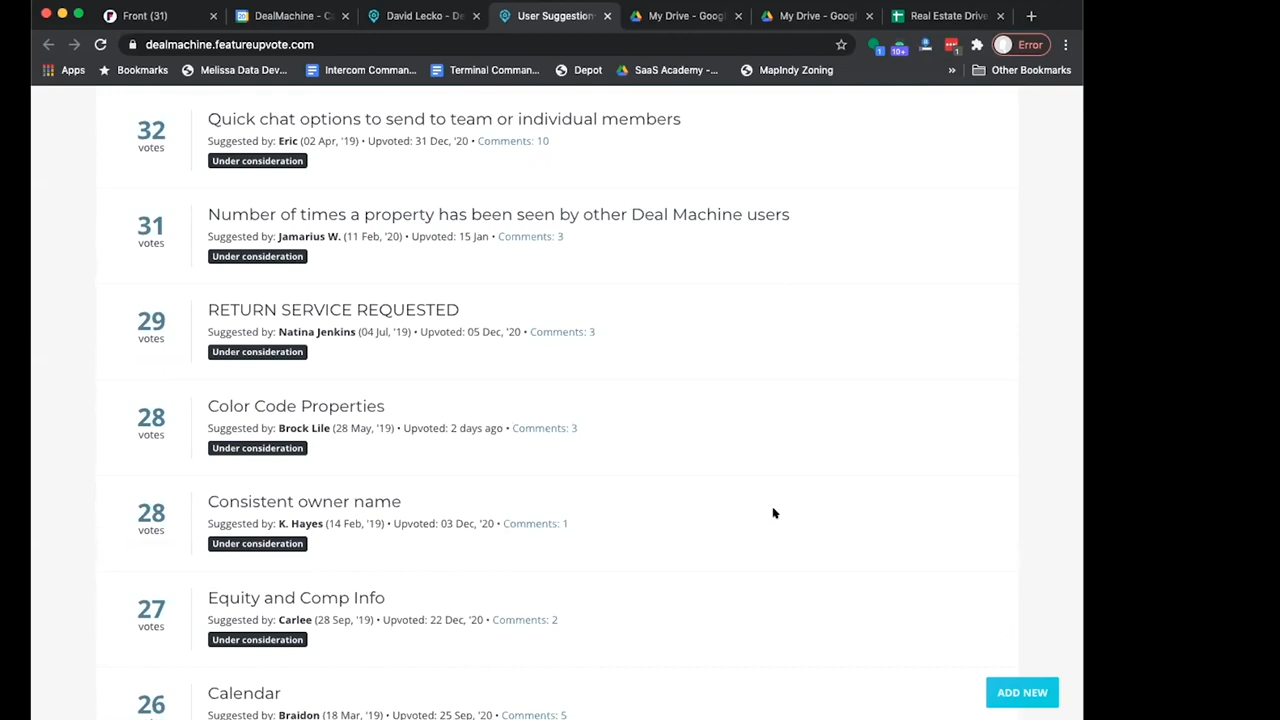 Front (31)
DealMachine - C
David Lecko - De
User Suggestion
My Drive - Googl
My Drive - Googl
Real Estate Drive
dealmachine.featureupvote.com
1
10+
1
Error
Apps
Bookmarks
Melissa Data Dev...
Intercom Comman...
Terminal Comman...
Depot
SaaS Academy -...
MapIndy Zoning
»
Other Bookmarks
32
votes
Quick chat options to send to team or individual members
Suggested by: Eric (02 Apr, '19) • Upvoted: 31 Dec, '20 • Comments: 10
Under consideration
31
votes
Number of times a property has been seen by other Deal Machine users
Suggested by: Jamarius W. (11 Feb, '20) • Upvoted: 15 Jan • Comments: 3
Under consideration
29
votes
RETURN SERVICE REQUESTED
Suggested by: Natina Jenkins (04 Jul, '19) • Upvoted: 05 Dec, '20 • Comments: 3
Under consideration
28
votes
Color Code Properties
Suggested by: Brock Lile (28 May, '19) • Upvoted: 2 days ago • Comments: 3
Under consideration
28
votes
Consistent owner name
Suggested by: K. Hayes (14 Feb, '19) • Upvoted: 03 Dec, '20 • Comments: 1
Under consideration
27
votes
Equity and Comp Info
Suggested by: Carlee (28 Sep, '19) • Upvoted: 22 Dec, '20 • Comments: 2
Under consideration
26
Calendar
Suggested by: Braidon (18 Mar, '19) • Upvoted: 25 Sep, '20 • Comments: 5
ADD NEW